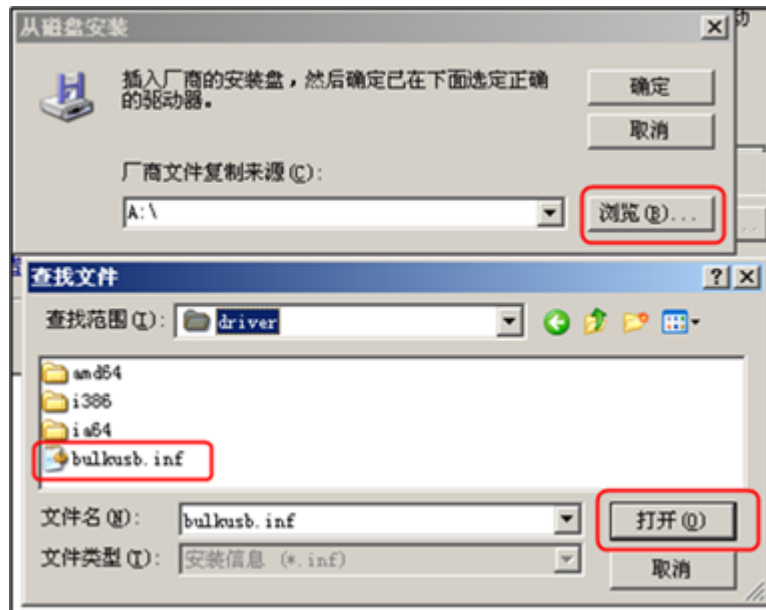 从磁盘安装
动
插入厂商的安装盘，然后确定已在下面选定正确
的驱动器。
确定
取消
厂商文件复制来源(C):
A:\
浏览(B)...
查找文件
查找范围(I):
driver
amd64
i386
ia64
bulkusb.inf
文件名(N):
bulkusb.inf
打开(O)
文件类型(T):
安装信息 (*.inf)
取消